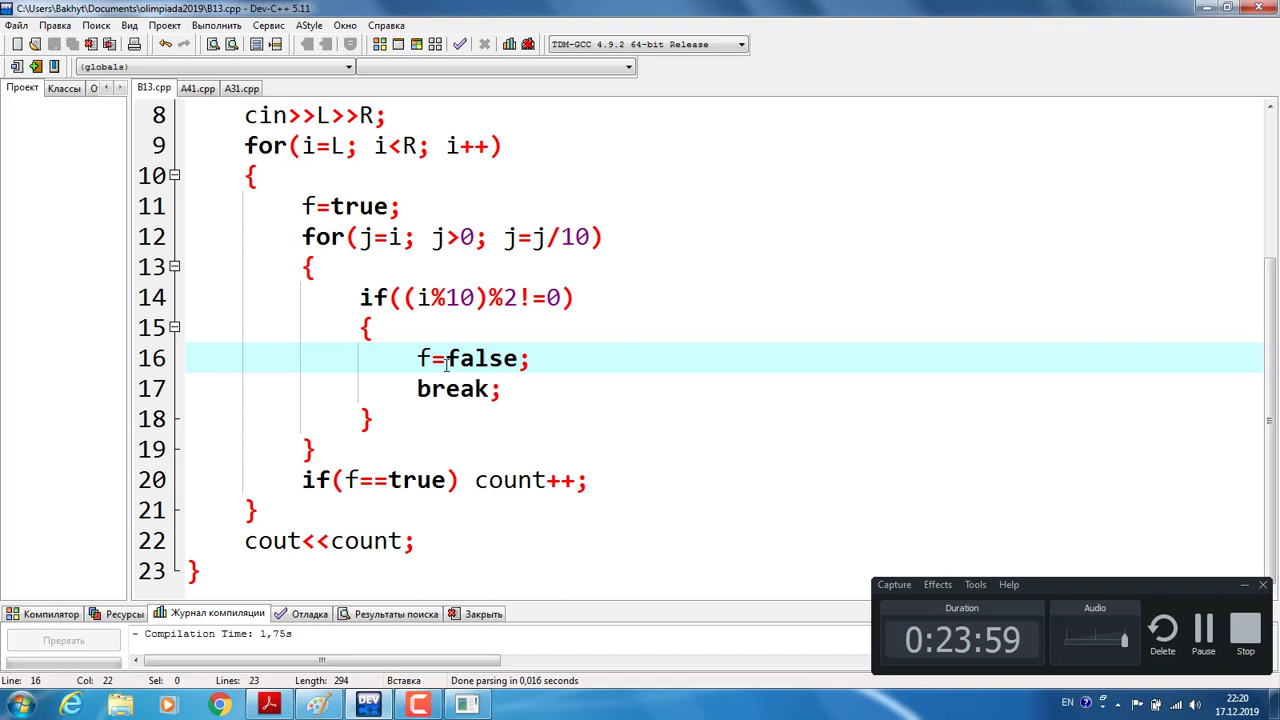 C:\Users\Bakhyt\Documents\olimpiada2019\B13.cpp - Dev-C++ 5.11
Файл Правка Поиск Вид Проект Выполнить Сервис AStyle Окно Справка
TDM-GCC 4.9.2 64-bit Release
(globals)
Проект Классы О B13.cpp A41.cpp A31.cpp
8 cin>>L>>R;
9 for(i=L; i<R; i++)
10 {
11 f=true;
12 for(j=i; j>0; j=j/10)
13 {
14 if((i%10)%2!=0)
15 {
16 f=false;
17 break;
18 }
19 }
20 if(f==true) count++;
21 }
22 cout<<count;
23 }
Capture Effects Tools Help
Duration Audio
0:23:59
Delete Pause Stop
Компилятор Ресурсы Журнал компиляции Отладка Результаты поиска Закрыть
Прервать
- Compilation Time: 1,75s
Line: 16 Col: 22 Sel: 0 Lines: 23 Length: 294 Вставка Done parsing in 0,016 seconds
DEV
EN 22:20
17.12.2019